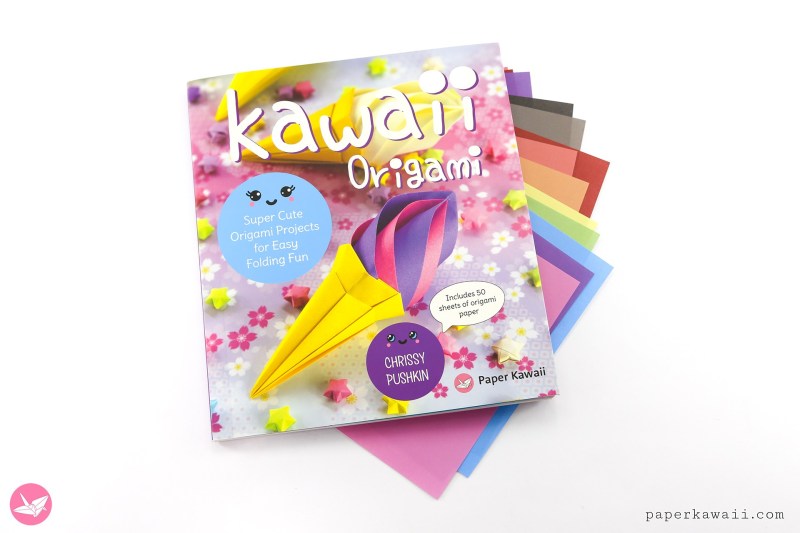 kawaii
Origami
Super Cute
Origami Projects
for Easy
Folding Fun
Includes 50
sheets of origami
paper
CHRISSY
PUSHKIN
Paper Kawaii
paperkawaii.com